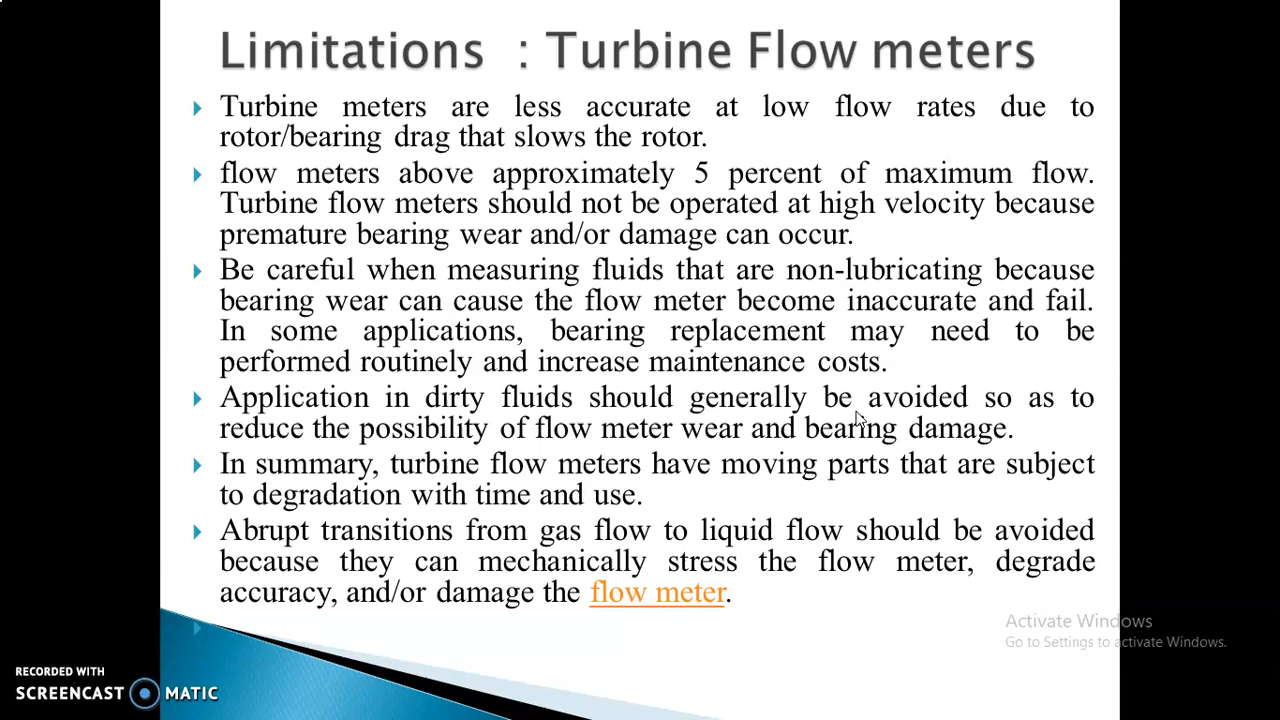 Limitations : Turbine Flow meters
Turbine meters are less accurate at low flow rates due to
rotor/bearing drag that slows the rotor.
flow meters above approximately 5 percent of maximum flow.
Turbine flow meters should not be operated at high velocity because
premature bearing wear and/or damage can occur.
Be careful when measuring fluids that are non-lubricating because
bearing wear can cause the flow meter become inaccurate and fail.
In some applications, bearing replacement may need to be
performed routinely and increase maintenance costs.
Application in dirty fluids should generally be avoided so as to
reduce the possibility of flow meter wear and bearing damage.
In summary, turbine flow meters have moving parts that are subject
to degradation with time and use.
Abrupt transitions from gas flow to liquid flow should be avoided
because they can mechanically stress the flow meter, degrade
accuracy, and/or damage the flow meter.
Activate Windows
Go to Settings to activate Windows.
RECORDED WITH
SCREENCAST MATIC